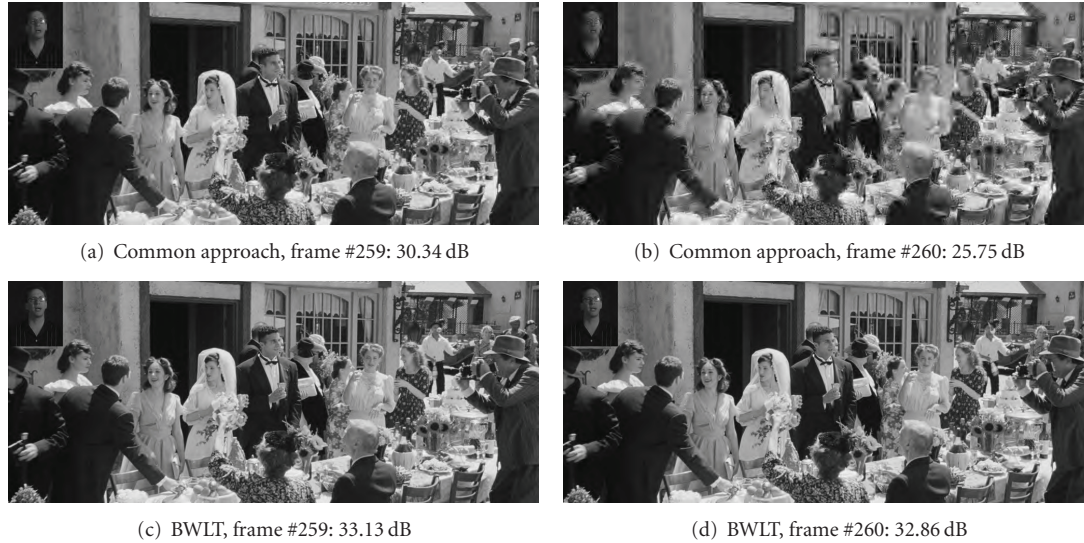 (a) Common approach, frame #259: 30.34 dB
(b) Common approach, frame #260: 25.75 dB
(c) BWLT, frame #259: 33.13 dB
(d) BWLT, frame #260: 32.86 dB